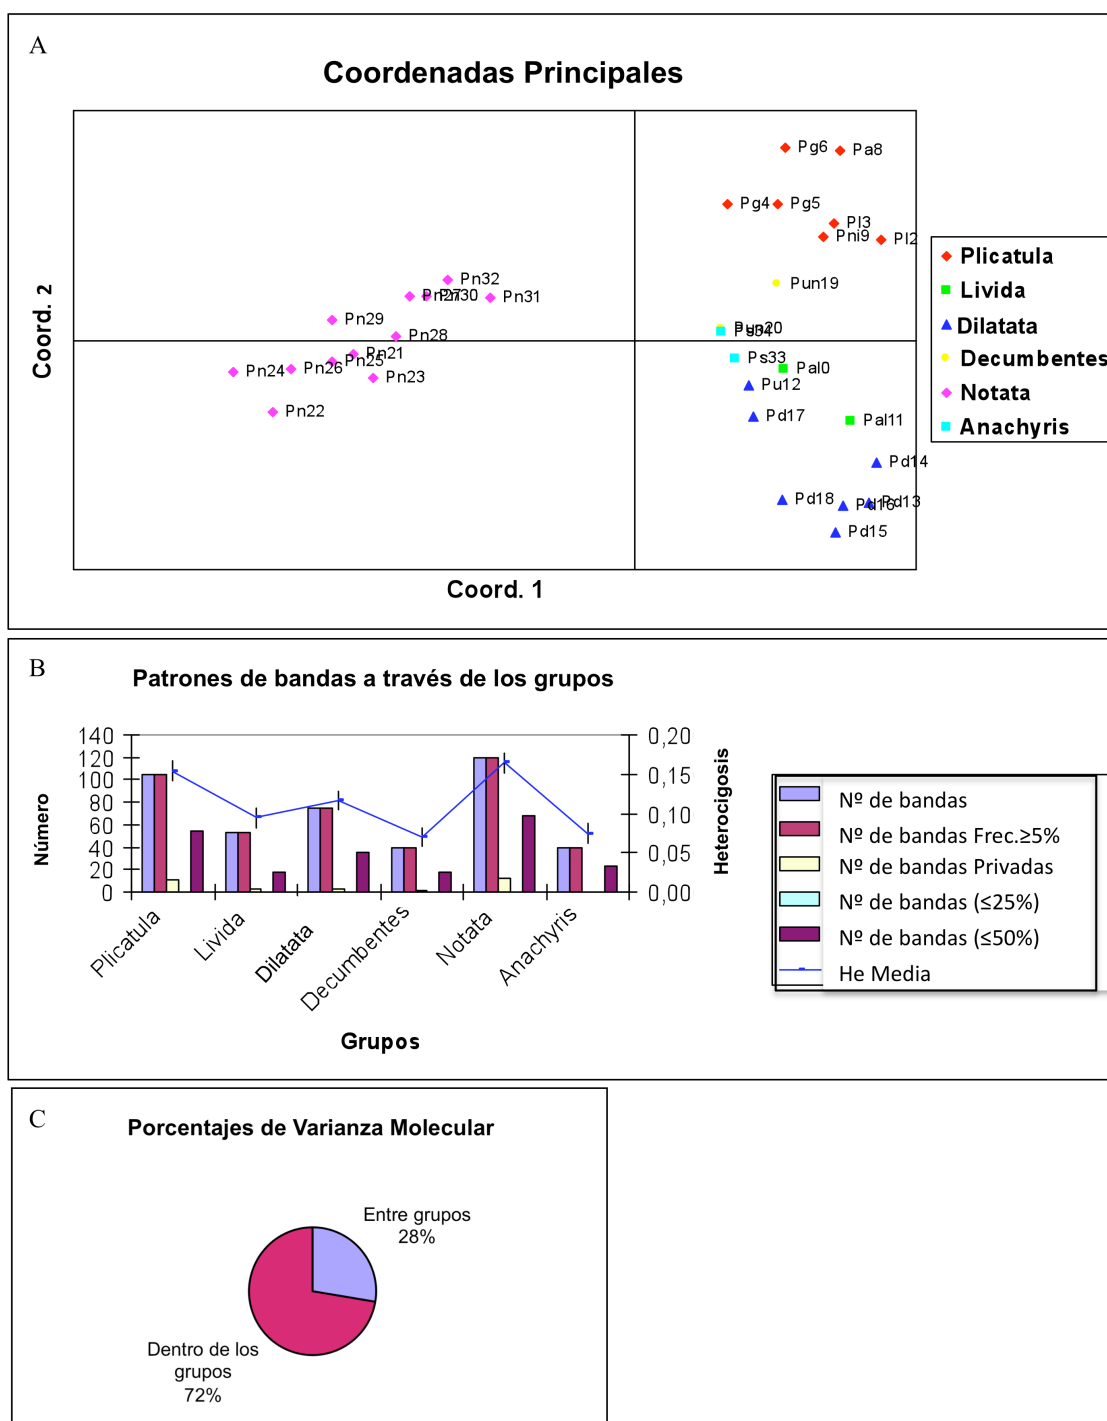 A
Coordenadas Principales
Pg6
Pa8
Pg4
Pg5
Pl3
Pni9
Pl2
Pun19
Pun20
Ps34
Ps33
Pal0
Pu12
Pd17
Pal11
Pd14
Pd18
Pd16
Pd13
Pd15
Pn32
Pn27
Pn30
Pn31
Pn29
Pn28
Pn21
Pn25
Pn24
Pn26
Pn23
Pn22
Coord. 2
Coord. 1
Plicatula
Livida
Dilatata
Decumbentes
Notata
Anachyris
B
Patrones de bandas a través de los grupos
140
120
100
80
60
40
20
0
Número
0,20
0,15
0,10
0,05
0,00
Heterocigosis
Plicatula
Livida
Dilatata
Decumbentes
Notata
Anachyris
Grupos
Nº de bandas
Nº de bandas Frec.≥5%
Nº de bandas Privadas
Nº de bandas (≤25%)
Nº de bandas (≤50%)
He Media
C
Porcentajes de Varianza Molecular
Entre grupos
28%
Dentro de los
grupos
72%